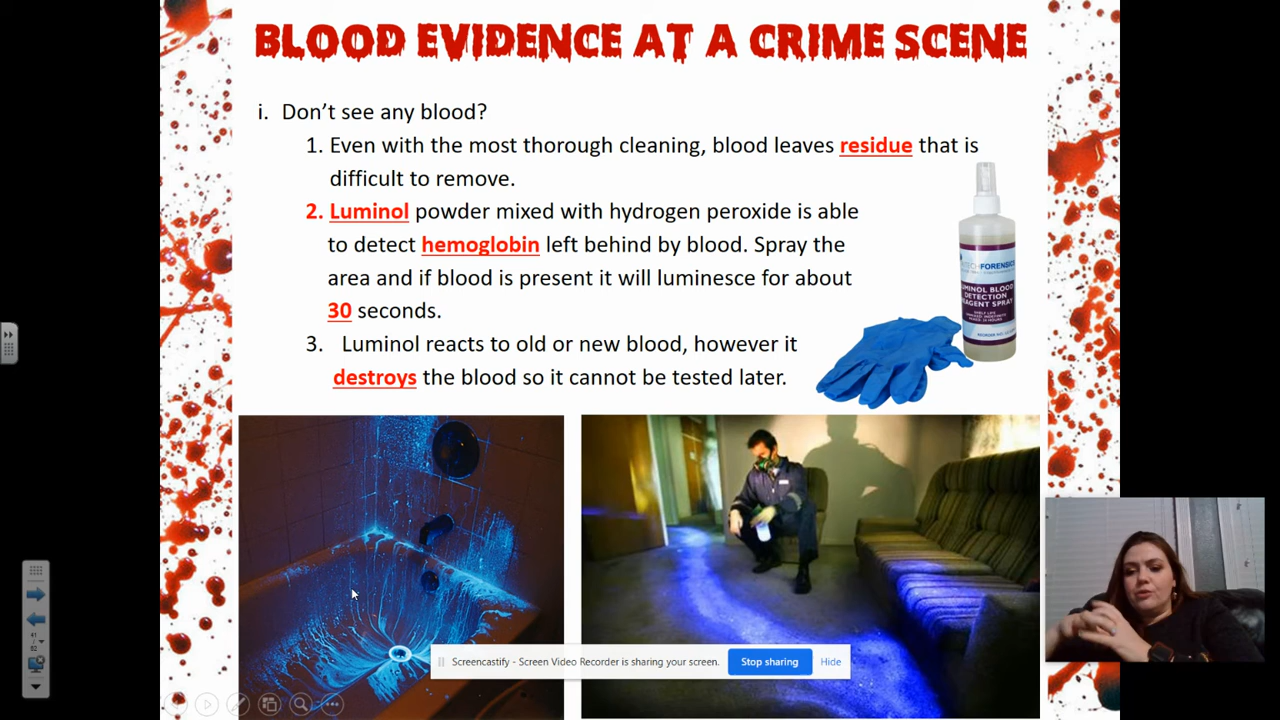 BLOOD EVIDENCE AT A CRIME SCENE
i. Don’t see any blood?
1. Even with the most thorough cleaning, blood leaves residue that is
difficult to remove.
2. Luminol powder mixed with hydrogen peroxide is able
to detect hemoglobin left behind by blood. Spray the
area and if blood is present it will luminesce for about
30 seconds.
3. Luminol reacts to old or new blood, however it
destroys the blood so it cannot be tested later.
TECHFORENSICS
LUMINOL BLOOD
DETECTION
REAGENT SPRAY
Screencastify - Screen Video Recorder is sharing your screen. Stop sharing Hide